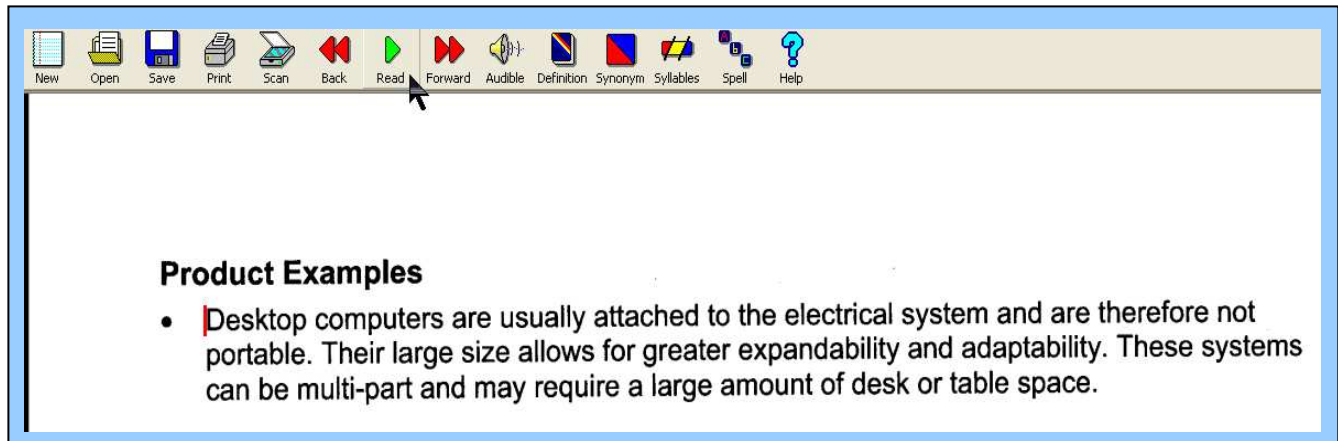 New Open Save Print Scan Back Read Forward Audible Definition Synonym Syllables Spell Help
Product Examples
• Desktop computers are usually attached to the electrical system and are therefore not
portable. Their large size allows for greater expandability and adaptability. These systems
can be multi-part and may require a large amount of desk or table space.